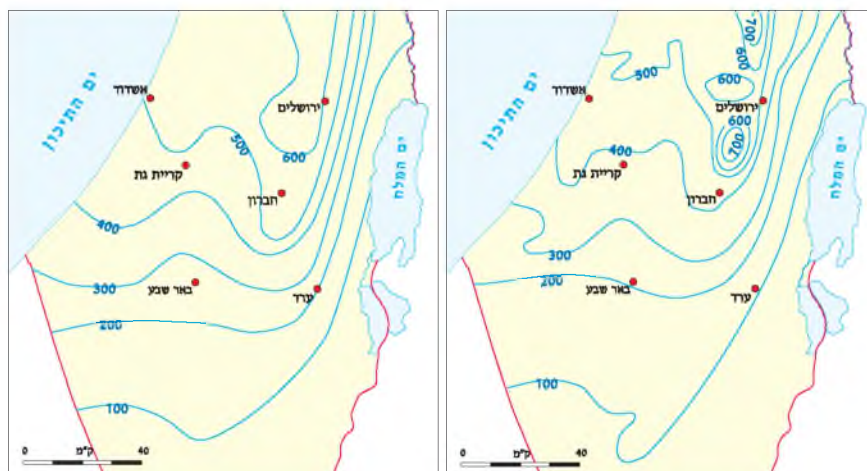 ים התיכון
אשדוד
ירושלים
500
600
קריית גת
חברון
ים המלח
400
300
באר שבע
ערד
200
100
0 ק"מ 40
700
600
500
ים התיכון
אשדוד
600
ירושלים
600
400
700
קריית גת
חברון
ים המלח
300
200
באר שבע
ערד
100
0 ק"מ 40